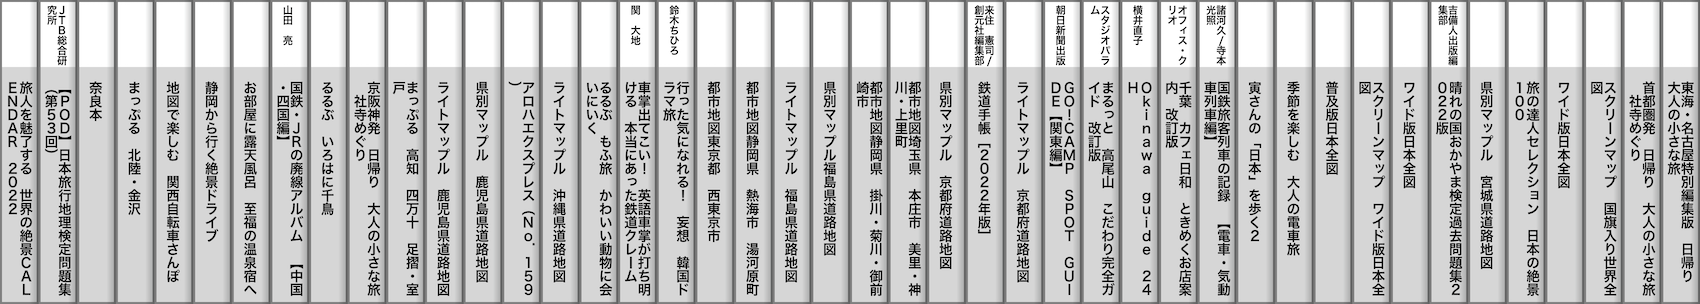 東海・名古屋特別編集版　日帰り
大人の小さな旅
首都圏発　日帰り　大人の小さな旅
社寺めぐり
スクリーンマップ　国旗入り世界全
図
ワイド版日本全図
旅の達人セレクション　日本の絶景
１００
県別マップル　宮城県道路地図
吉備人出版編
集部
晴れの国おかやま検定過去問題集２
０２２版
ワイド版日本全図
スクリーンマップ　ワイド版日本全
図
普及版日本全図
季節を楽しむ　大人の電車旅
寅さんの「日本」を歩く２
諸河久/寺本
光照
国鉄旅客列車の記録　【電車・気動
車列車編】
オフィス・ク
リオ
千葉　カフェ日和　ときめくお店案
内　改訂版
横井直子
Ｏｋｉｎａｗａ　ｇｕｉｄｅ　２４
Ｈ
スタジオパラ
ム
まるっと　高尾山　こだわり完全ガ
イド　改訂版
朝日新聞出版
ＧＯ！ＣＡＭＰ　ＳＰＯＴ　ＧＵＩ
ＤＥ【関東編】
ライトマップル　京都府道路地図
来住　憲司/
創元社編集部
鉄道手帳［２０２２年版］
県別マップル　京都府道路地図
都市地図埼玉県　本庄市　美里・神
川・上里町
都市地図静岡県　掛川・菊川・御前
崎市
県別マップル福島県道路地図
ライトマップル　福島県道路地図
都市地図静岡県　熱海市　湯河原町
都市地図東京都　西東京市
鈴木ちひろ
行った気になれる！　妄想　韓国ド
ラマ旅
関　大地
車掌出てこい！　英語車掌が打ち明
ける　本当にあった鉄道クレーム
るるぶ　もふ旅　かわいい動物に会
いにいく
ライトマップル　沖縄県道路地図
アロハエクスプレス（Ｎｏ．１５９
）
県別マップル　鹿児島県道路地図
ライトマップル　鹿児島県道路地図
まっぷる　高知　四万十　足摺・室
戸
京阪神発　日帰り　大人の小さな旅
社寺めぐり
るるぶ　いろはに千鳥
山田　亮
国鉄・ＪＲの廃線アルバム　【中国
・四国編】
お部屋に露天風呂　至福の温泉宿へ
静岡から行く絶景ドライブ
地図で楽しむ　関西自転車さんぽ
まっぷる　北陸・金沢
奈良本
ＪＴＢ総合研
究所
【ＰＯＤ】日本旅行地理検定問題集
（第５３回）
旅人を魅了する　世界の絶景ＣＡＬ
ＥＮＤＡＲ　２０２２